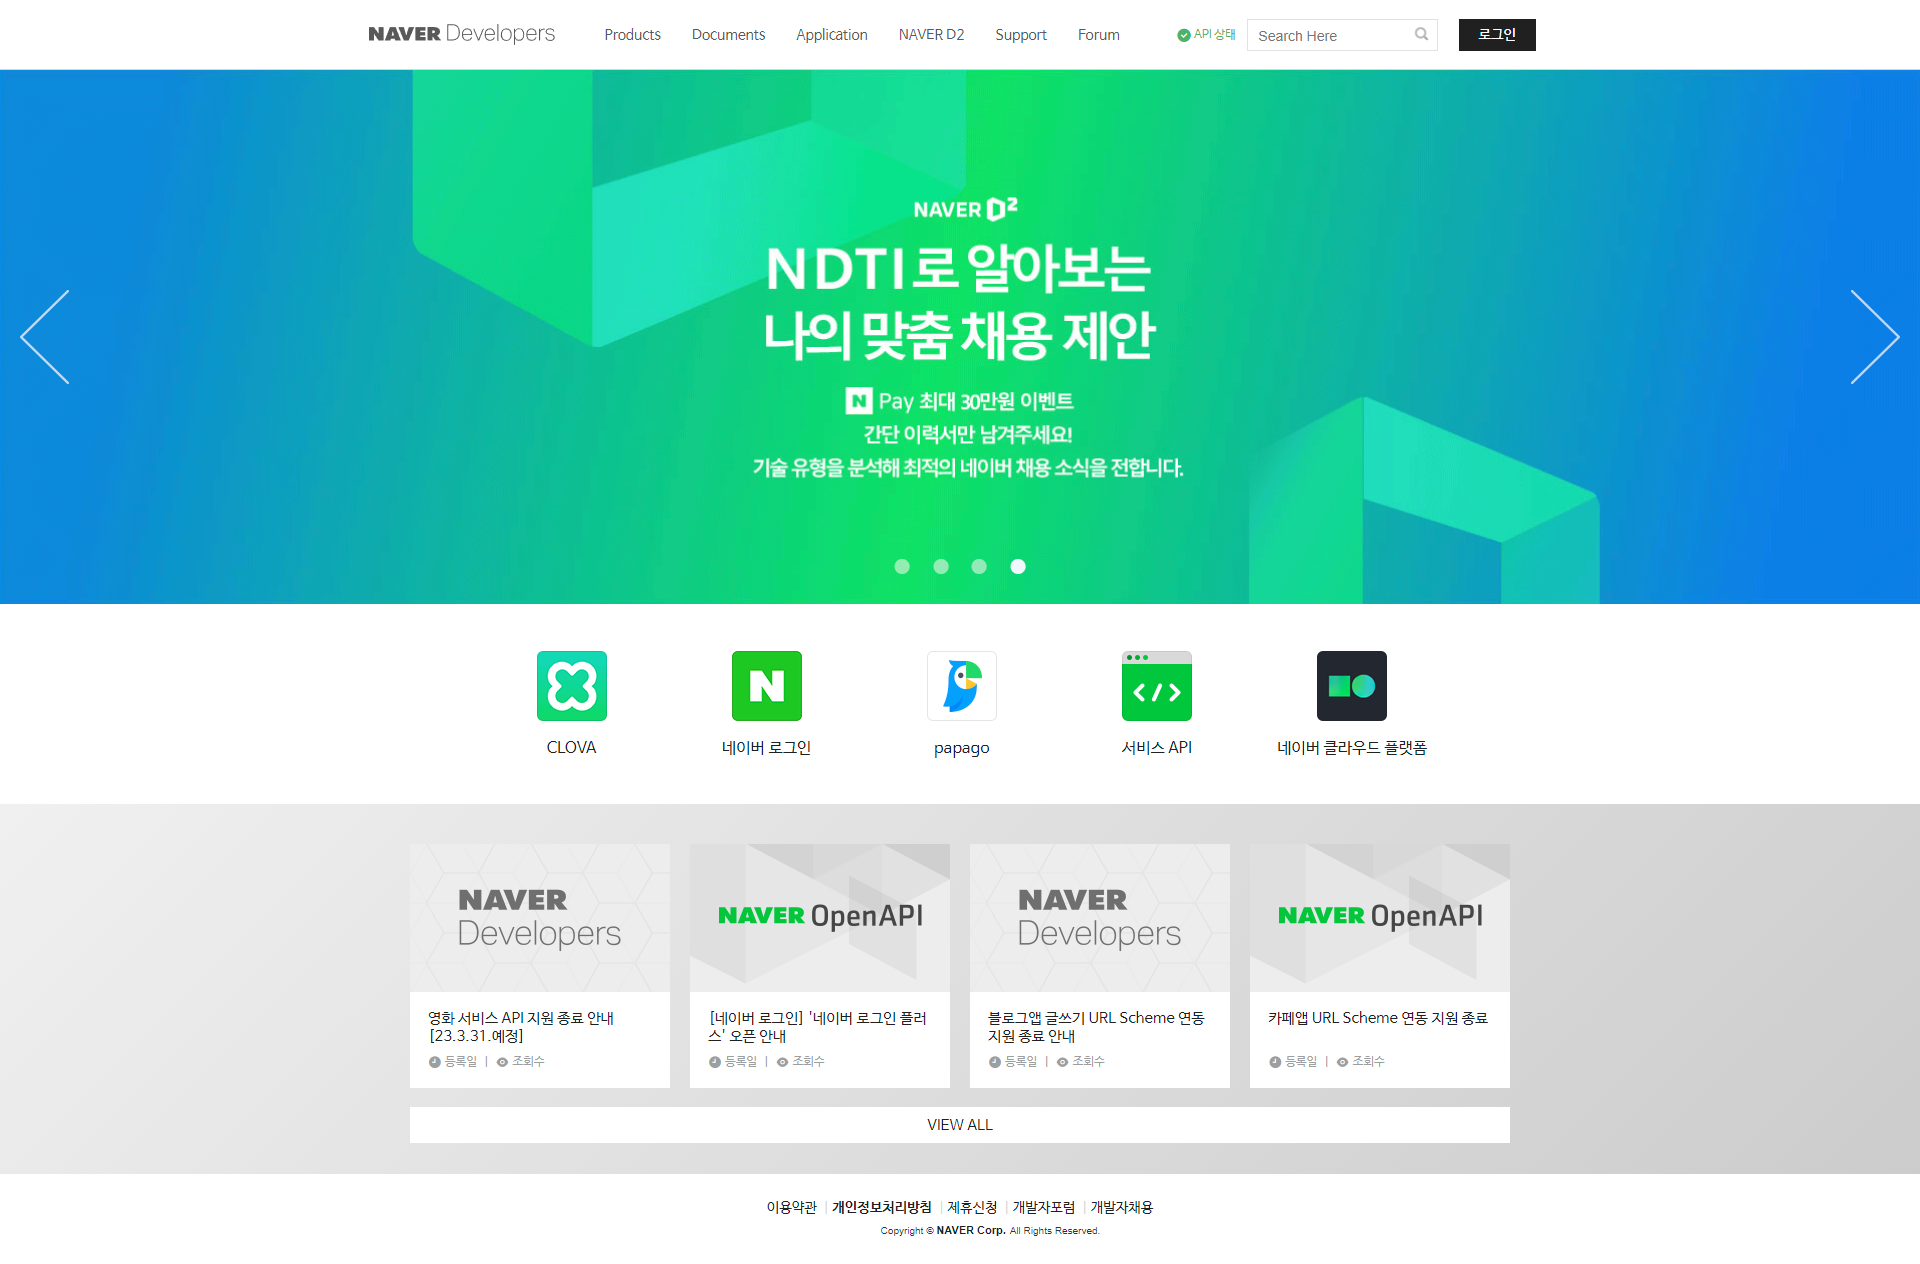 NAVER Developers
Products
Documents
Application
NAVER D2
Support
Forum
API 상태
Search Here
로그인
NAVER D2
NDTI로 알아보는
나의 맞춤 채용 제안
N Pay 최대 30만원 이벤트
간단 이력서만 남겨주세요!
기술 유형을 분석해 최적의 네이버 채용 소식을 전합니다.
CLOVA
N
네이버 로그인
papago
</>
서비스 API
네이버 클라우드 플랫폼
NAVER
Developers
영화 서비스 API 지원 종료 안내
[23.3.31.예정]
등록일 | 조회수
NAVER OpenAPI
[네이버 로그인] '네이버 로그인 플러
스' 오픈 안내
등록일 | 조회수
NAVER
Developers
블로그앱 글쓰기 URL Scheme 연동
지원 종료 안내
등록일 | 조회수
NAVER OpenAPI
카페앱 URL Scheme 연동 지원 종료
등록일 | 조회수
VIEW ALL
이용약관 | 개인정보처리방침 | 제휴신청 | 개발자포럼 | 개발자채용
Copyright © NAVER Corp. All Rights Reserved.